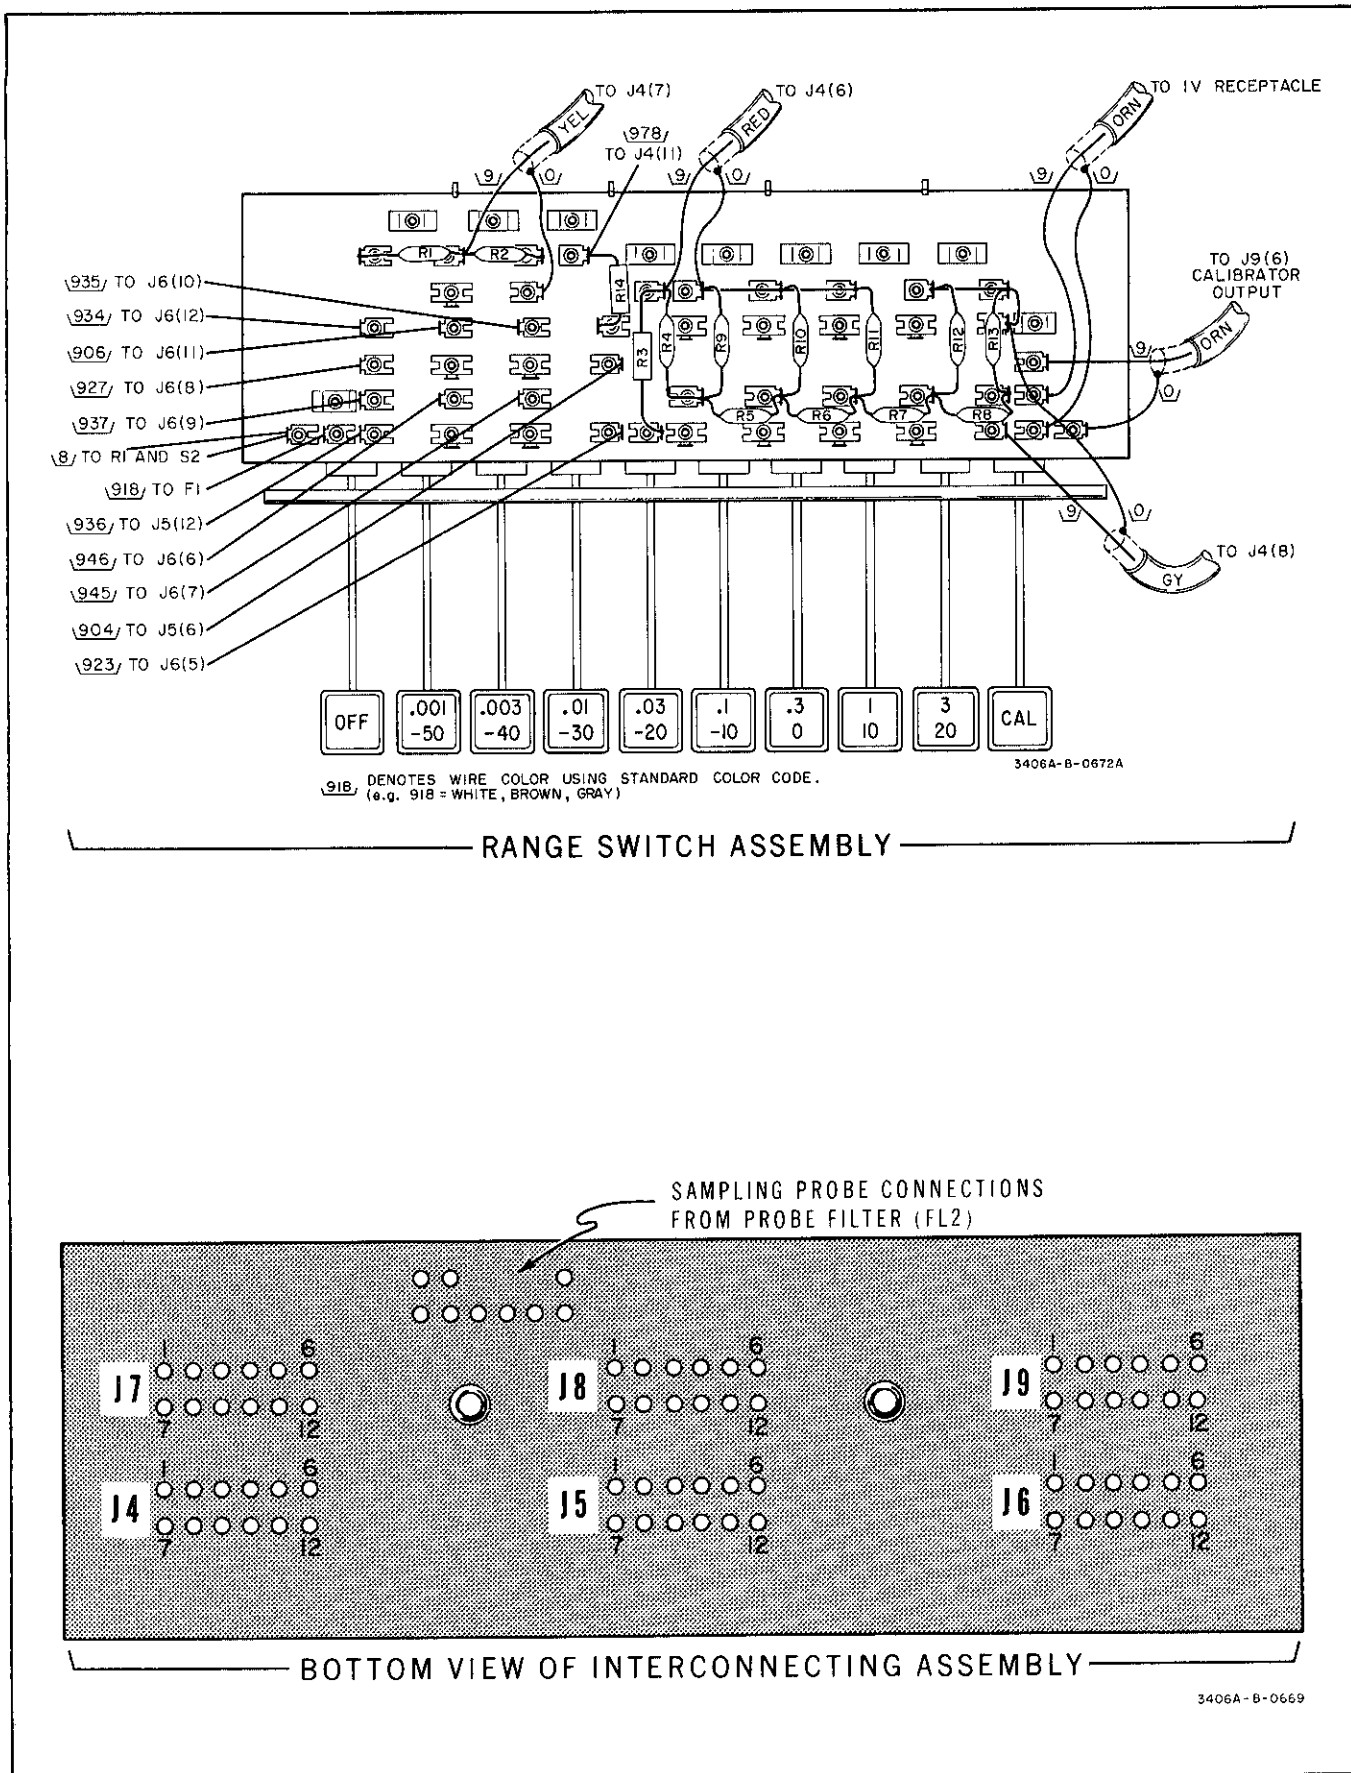 TO J4(7)
YEL
978
TO J4(11)
TO J4(6)
RED
TO 1V RECEPTACLE
ORN
9
0
9
0
9
0
TO J9(6)
CALIBRATOR
OUTPUT
ORN
9
0
R1
R2
R14
R3
R4
R9
R10
R11
R12
R13
R5
R6
R7
R8
935 TO J6(10)
934 TO J6(12)
906 TO J6(11)
927 TO J6(8)
937 TO J6(9)
8 TO R1 AND S2
918 TO F1
936 TO J5(12)
946 TO J6(6)
945 TO J6(7)
904 TO J5(6)
923 TO J6(5)
9
0
TO J4(8)
GY
OFF
.001
-50
.003
-40
.01
-30
.03
-20
.1
-10
.3
0
1
10
3
20
CAL
3406A-B-0672A
918 DENOTES WIRE COLOR USING STANDARD COLOR CODE.
(e.g. 918 = WHITE, BROWN, GRAY)
RANGE SWITCH ASSEMBLY
SAMPLING PROBE CONNECTIONS
FROM PROBE FILTER (FL2)
1 6
J7
7 12
1 6
J8
7 12
1 6
J9
7 12
1 6
J4
7 12
1 6
J5
7 12
1 6
J6
7 12
BOTTOM VIEW OF INTERCONNECTING ASSEMBLY
3406A-B-0669